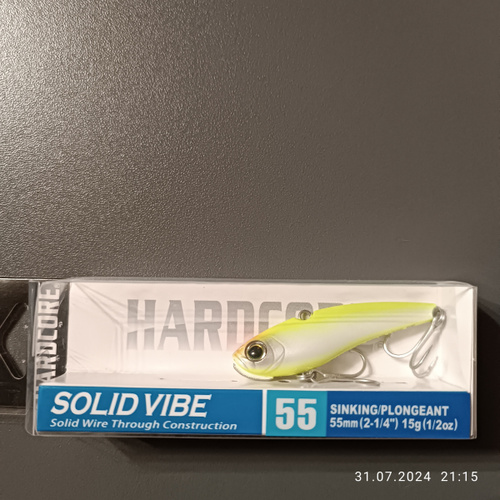 HARDCORE
HARDCORE
SOLID VIBE
Solid Wire Through Construction
55
SINKING/PLONGEANT
55mm (2-1/4") 15g (1/2oz)
31.07.2024 21:15